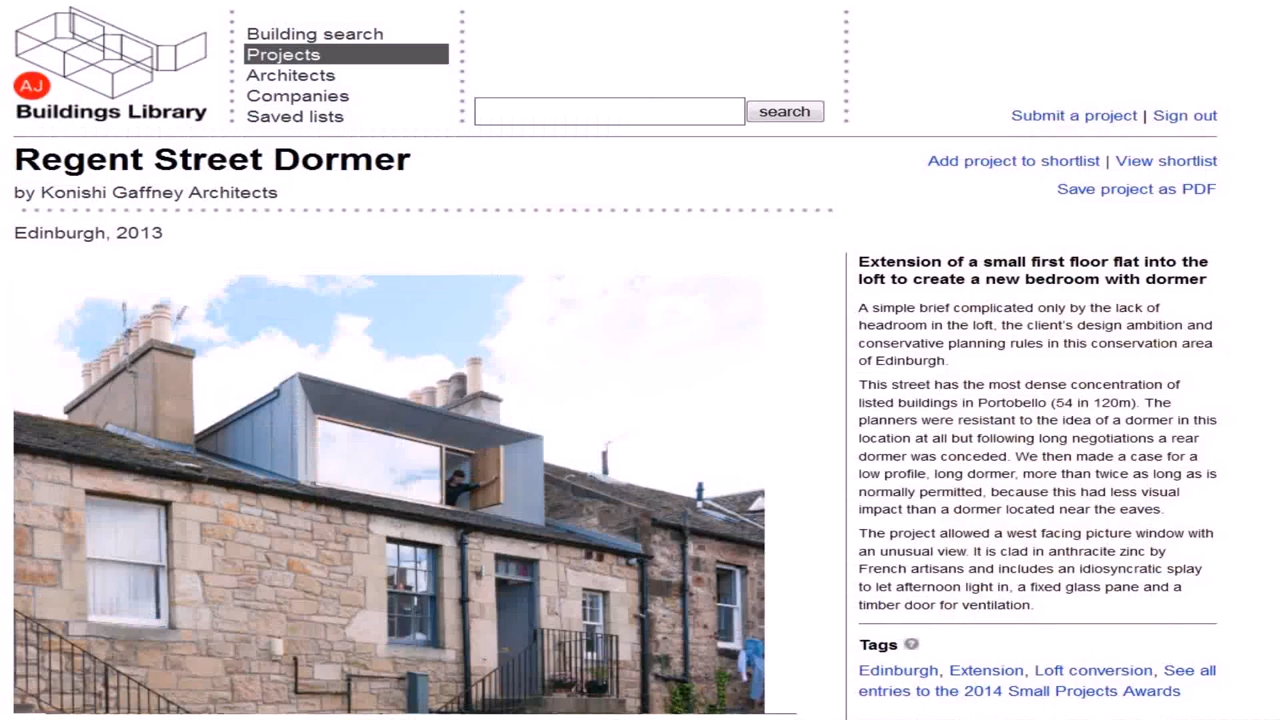 AJ
Buildings Library
Building search
Projects
Architects
Companies
Saved lists
search
Submit a project | Sign out
Regent Street Dormer
by Konishi Gaffney Architects
Add project to shortlist | View shortlist
Save project as PDF
Edinburgh, 2013
Extension of a small first floor flat into the
loft to create a new bedroom with dormer
A simple brief complicated only by the lack of
headroom in the loft, the client's design ambition and
conservative planning rules in this conservation area
of Edinburgh.
This street has the most dense concentration of
listed buildings in Portobello (54 in 120m). The
planners were resistant to the idea of a dormer in this
location at all but following long negotiations a rear
dormer was conceded. We then made a case for a
low profile, long dormer, more than twice as long as is
normally permitted, because this had less visual
impact than a dormer located near the eaves.
The project allowed a west facing picture window with
an unusual view. It is clad in anthracite zinc by
French artisans and includes an idiosyncratic splay
to let afternoon light in, a fixed glass pane and a
timber door for ventilation.
Tags ?
Edinburgh, Extension, Loft conversion, See all
entries to the 2014 Small Projects Awards